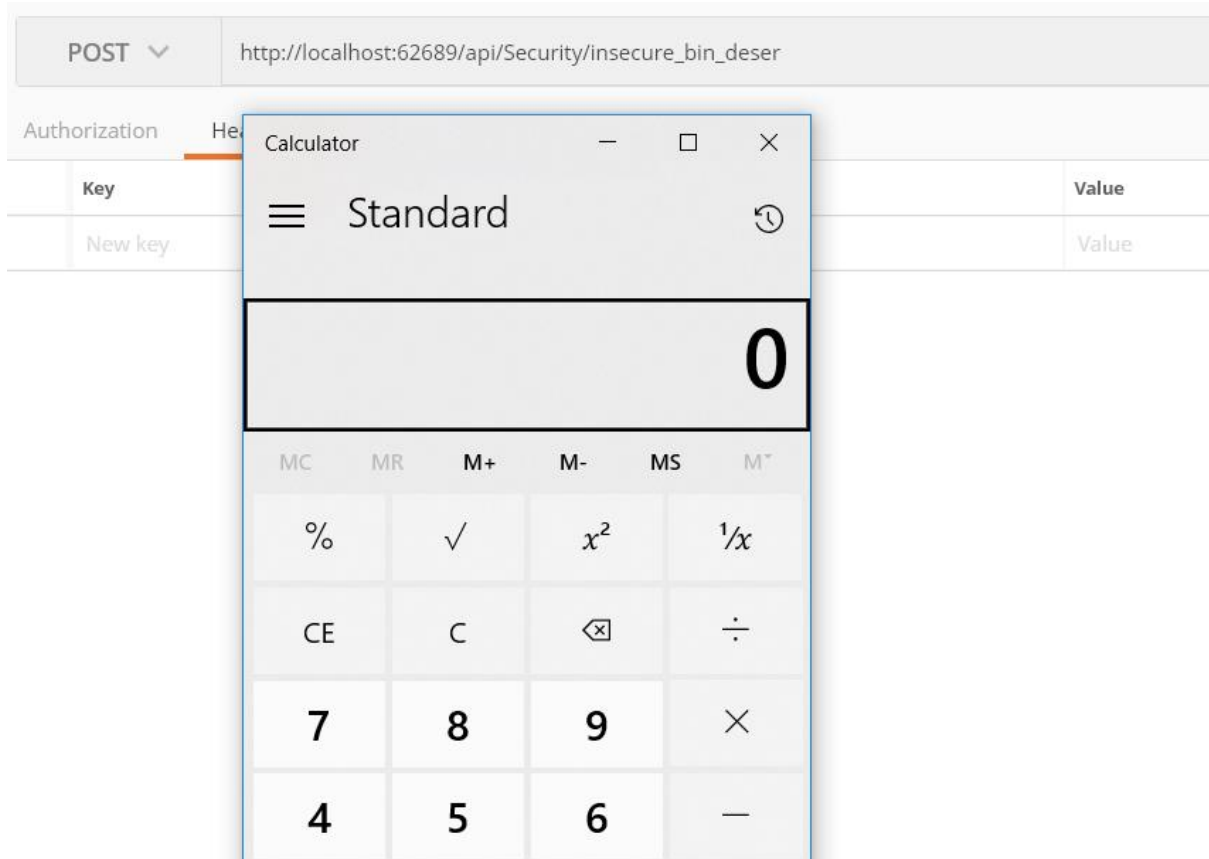 POST http://localhost:62689/api/Security/insecure_bin_deser
Authorization Hea
Key Value
New key Value
Calculator
Standard
0
MC MR M+ M- MS M
% √ x² ¹/x
CE C ÷
7 8 9 ×
4 5 6 −